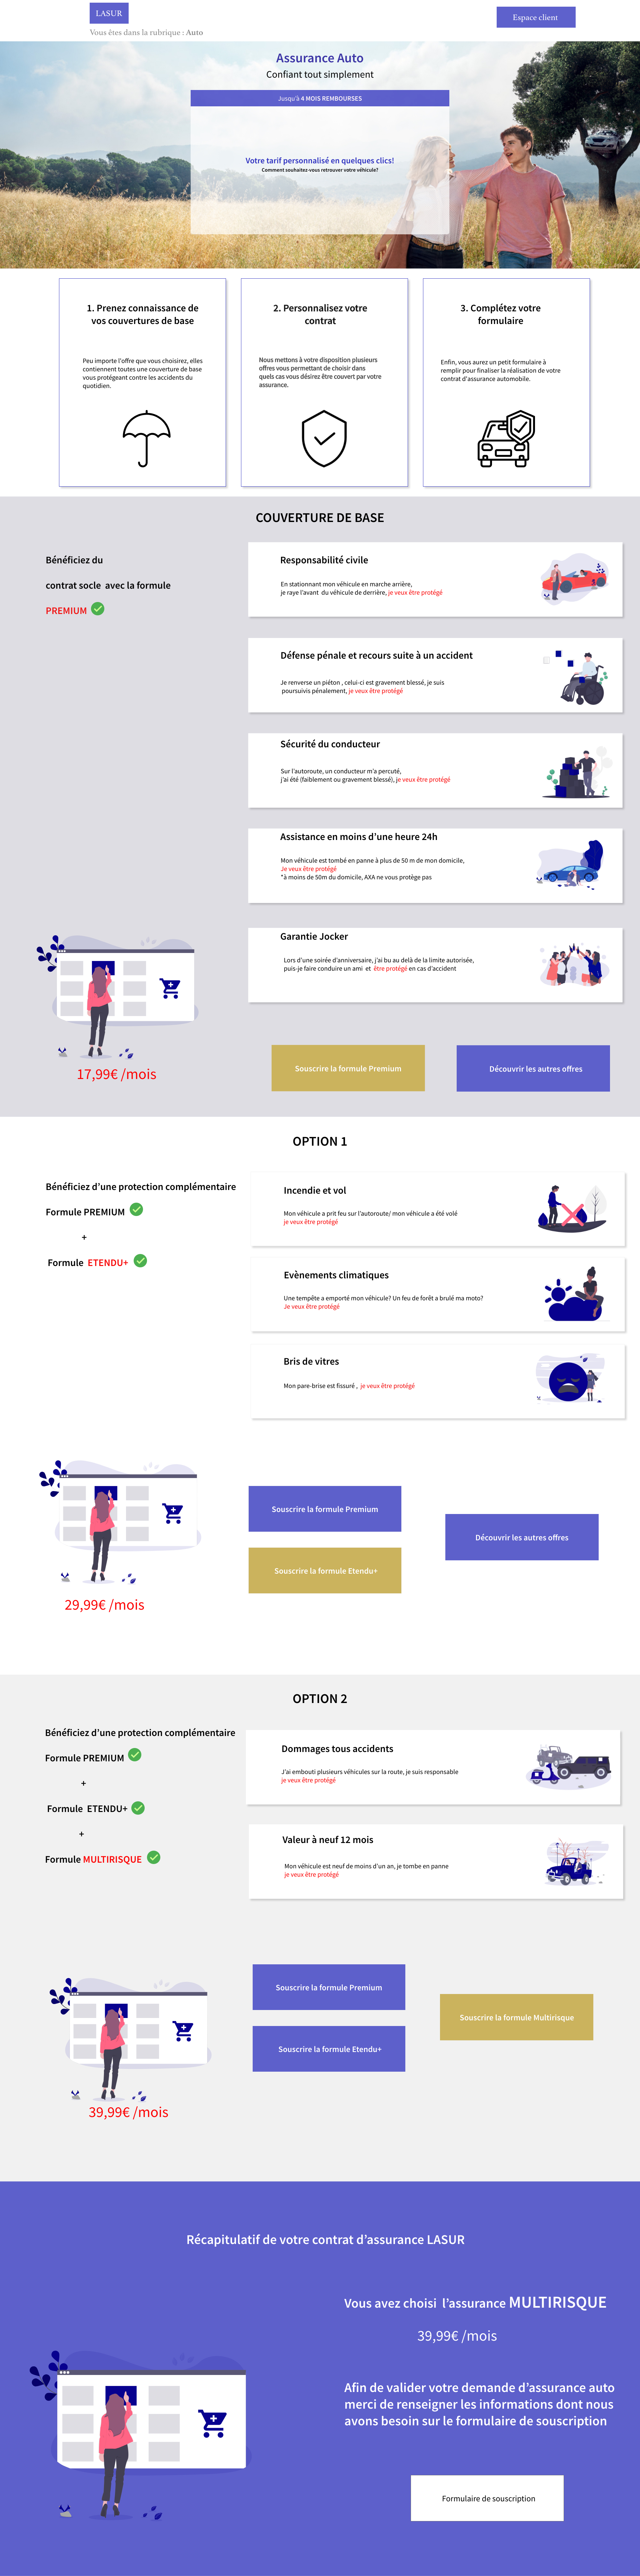 LASUR
Espace client
Vous êtes dans la rubrique : Auto
Assurance Auto
Confiant tout simplement
Jusqu'à 4 MOIS REMBOURSES
Votre tarif personnalisé en quelques clics!
Comment souhaitez-vous retrouver votre véhicule?
1. Prenez connaissance de
vos couvertures de base
Peu importe l'offre que vous choisirez, elles
contiennent toutes une couverture de base
vous protégeant contre les accidents du
quotidien.
2. Personnalisez votre
contrat
Nous mettons à votre disposition plusieurs
offres vous permettant de choisir dans
quels cas vous désirez être couvert par votre
assurance.
3. Complétez votre
formulaire
Enfin, vous aurez un petit formulaire à
remplir pour finaliser la réalisation de votre
contrat d'assurance automobile.
COUVERTURE DE BASE
Bénéficiez du
contrat socle avec la formule
PREMIUM
Responsabilité civile
En stationnant mon véhicule en marche arrière,
je raye l'avant du véhicule de derrière, je veux être protégé
Défense pénale et recours suite à un accident
Je renverse un piéton , celui-ci est gravement blessé, je suis
poursuivis pénalement, je veux être protégé
Sécurité du conducteur
Sur l'autoroute, un conducteur m'a percuté,
j'ai été (faiblement ou gravement blessé), je veux être protégé
Assistance en moins d'une heure 24h
Mon véhicule est tombé en panne à plus de 50 m de mon domicile,
Je veux être protégé
*à moins de 50m du domicile, AXA ne vous protège pas
Garantie Jocker
Lors d'une soirée d'anniversaire, j'ai bu au delà de la limite autorisée,
puis-je faire conduire un ami et être protégé en cas d'accident
17,99€ /mois
Souscrire la formule Premium
Découvrir les autres offres
OPTION 1
Bénéficiez d'une protection complémentaire
Formule PREMIUM
+
Formule ETENDU+
Incendie et vol
Mon véhicule a prit feu sur l'autoroute/ mon véhicule a été volé
je veux être protégé
Evènements climatiques
Une tempête a emporté mon véhicule? Un feu de forêt a brulé ma moto?
Je veux être protégé
Bris de vitres
Mon pare-brise est fissuré , je veux être protégé
29,99€ /mois
Souscrire la formule Premium
Souscrire la formule Etendu+
Découvrir les autres offres
OPTION 2
Bénéficiez d'une protection complémentaire
Formule PREMIUM
+
Formule ETENDU+
+
Formule MULTIRISQUE
Dommages tous accidents
J'ai embouti plusieurs véhicules sur la route, je suis responsable
je veux être protégé
Valeur à neuf 12 mois
Mon véhicule est neuf de moins d'un an, je tombe en panne
je veux être protégé
39,99€ /mois
Souscrire la formule Premium
Souscrire la formule Etendu+
Souscrire la formule Multirisque
Récapitulatif de votre contrat d'assurance LASUR
Vous avez choisi l'assurance MULTIRISQUE
39,99€ /mois
Afin de valider votre demande d'assurance auto
merci de renseigner les informations dont nous
avons besoin sur le formulaire de souscription
Formulaire de souscription